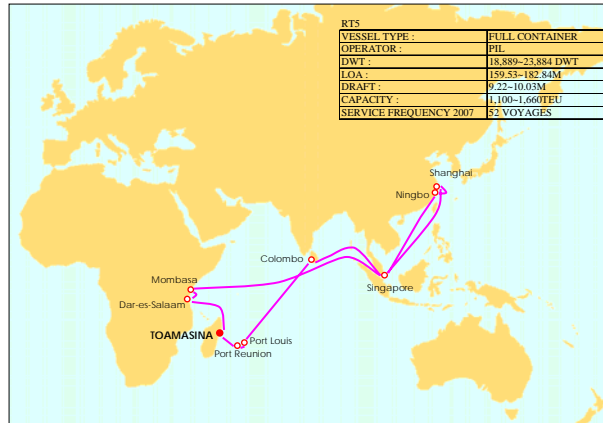 RT5
VESSEL TYPE : FULL CONTAINER
OPERATOR : PIL
DWT : 18,889~23,884 DWT
LOA : 159.53~182.84M
DRAFT : 9.22~10.03M
CAPACITY : 1,100~1,660TEU
SERVICE FREQUENCY 2007 52 VOYAGES
Shanghai
Ningbo
Colombo
Singapore
Mombasa
Dar-es-Salaam
TOAMASINA
Port Louis
Port Reunion